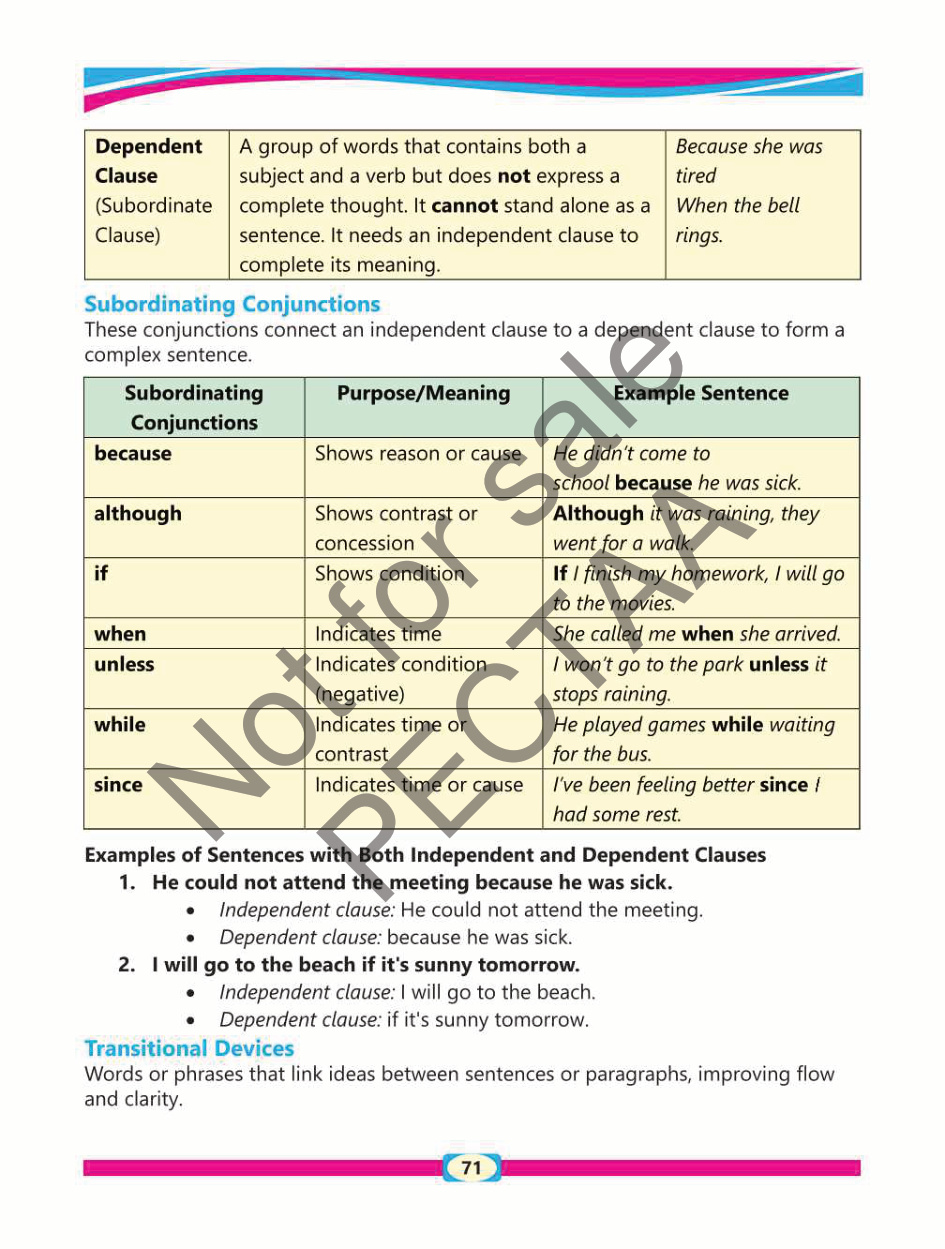 Dependent
Clause
(Subordinate
Clause)
A group of words that contains both a
subject and a verb but does not express a
complete thought. It cannot stand alone as a
sentence. It needs an independent clause to
complete its meaning.
Because she was
tired
When the bell
rings.
Subordinating Conjunctions
These conjunctions connect an independent clause to a dependent clause to form a
complex sentence.
Subordinating
Conjunctions
Purpose/Meaning
Example Sentence
because
Shows reason or cause
He didn't come to
school because he was sick.
although
Shows contrast or
concession
Although it was raining, they
went for a walk.
if
Shows condition
If I finish my homework, I will go
to the movies.
when
Indicates time
She called me when she arrived.
unless
Indicates condition
(negative)
I won't go to the park unless it
stops raining.
while
Indicates time or
contrast
He played games while waiting
for the bus.
since
Indicates time or cause
I've been feeling better since I
had some rest.
Examples of Sentences with Both Independent and Dependent Clauses
1. He could not attend the meeting because he was sick.
• Independent clause: He could not attend the meeting.
• Dependent clause: because he was sick.
2. I will go to the beach if it's sunny tomorrow.
• Independent clause: I will go to the beach.
• Dependent clause: if it's sunny tomorrow.
Transitional Devices
Words or phrases that link ideas between sentences or paragraphs, improving flow
and clarity.
71
Not for sale
PECTAA